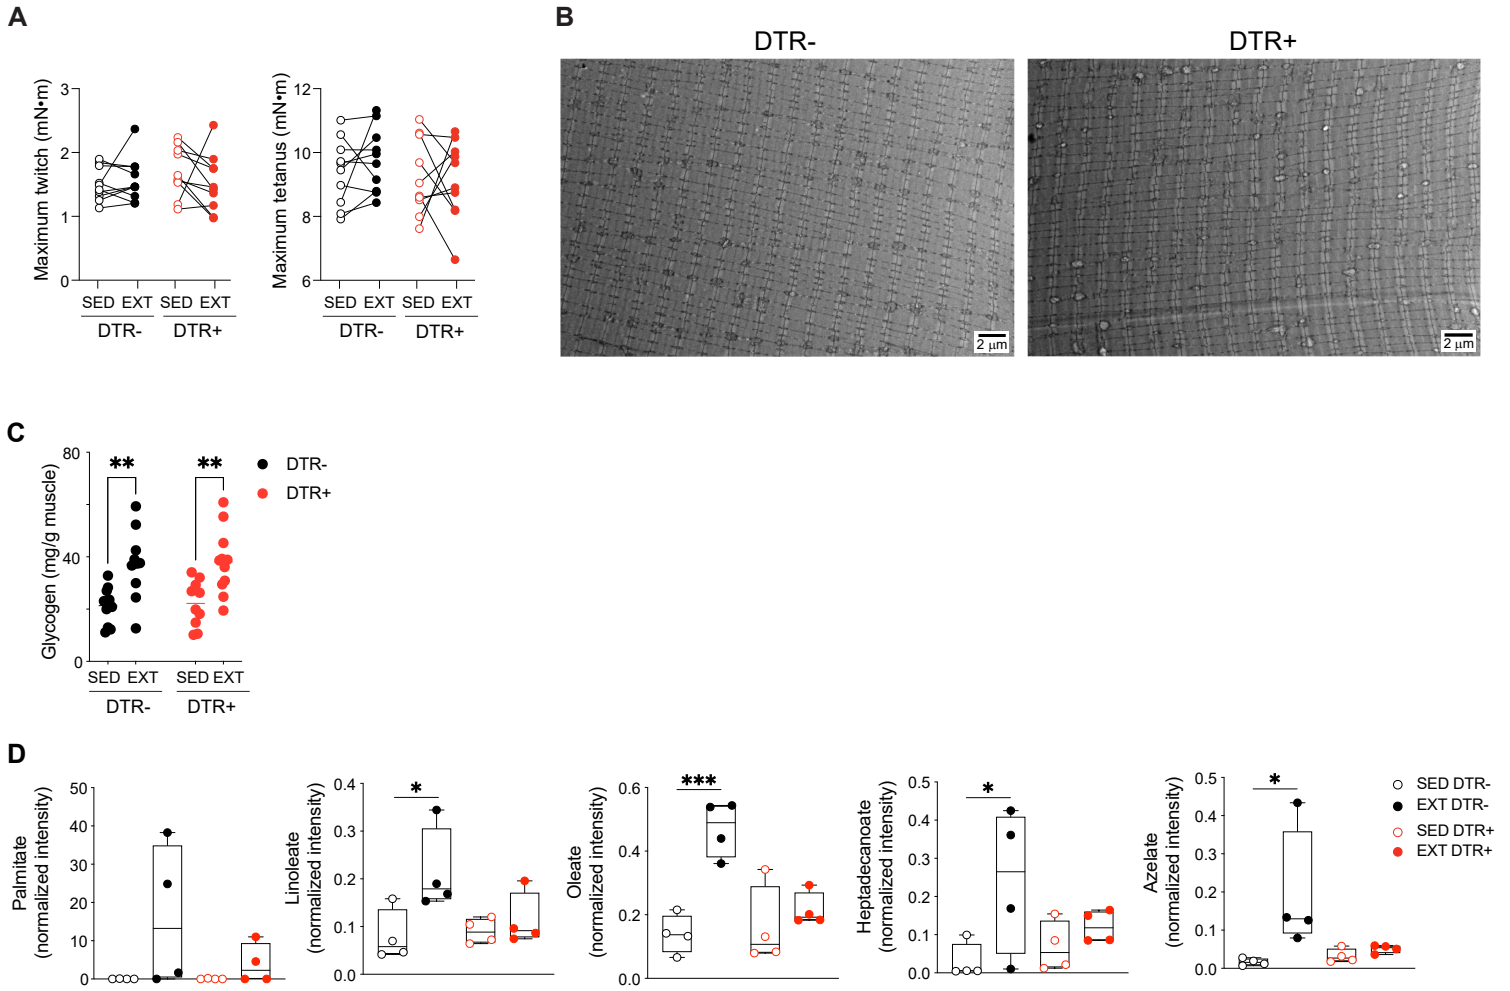 A
Maximum twitch (mN•m)
3
2
1
0
SED EXT SED EXT
DTR- DTR+
Maximum tetanus (mN•m)
12
10
8
6
SED EXT SED EXT
DTR- DTR+
B
DTR- DTR+
2 μm
2 μm
C
Glycogen (mg/g muscle)
80
40
0
** **
SED EXT SED EXT
DTR- DTR+
DTR-
DTR+
D
Palmitate
(normalized intensity)
50
40
30
20
10
0
Linoleate
(normalized intensity)
0.4
0.3
0.2
0.1
0.0
*
Oleate
(normalized intensity)
0.6
0.4
0.2
0.0
***
Heptadecanoate
(normalized intensity)
0.5
0.4
0.3
0.2
0.1
0.0
*
Azelate
(normalized intensity)
0.5
0.4
0.3
0.2
0.1
0.0
*
SED DTR-
EXT DTR-
SED DTR+
EXT DTR+